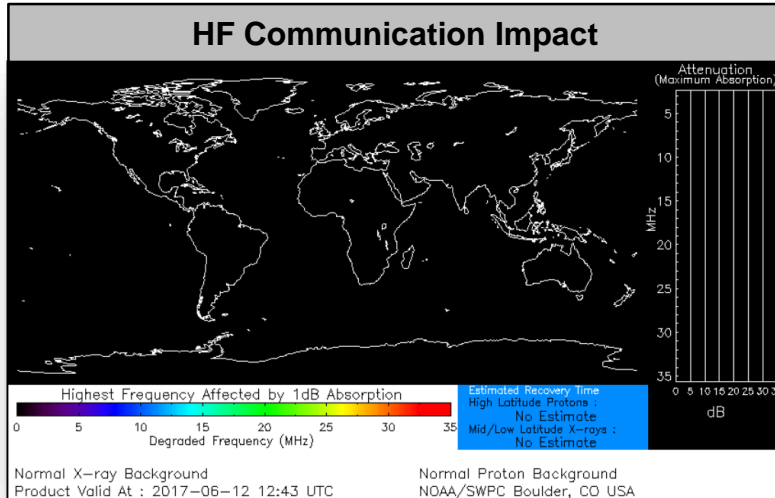 HF Communication Impact
Attenuation
(Maximum Absorption)
5
10
15
20
25
30
35
MHz
0 5 10 15 20 25 30
dB
Highest Frequency Affected by 1dB Absorption
0 5 10 15 20 25 30 35
Degraded Frequency (MHz)
Estimated Recovery Time
High Latitude Protons :
No Estimate
Mid/Low Latitude X-rays :
No Estimate
Normal X-ray Background
Product Valid At : 2017-06-12 12:43 UTC
Normal Proton Background
NOAA/SWPC Boulder, CO USA